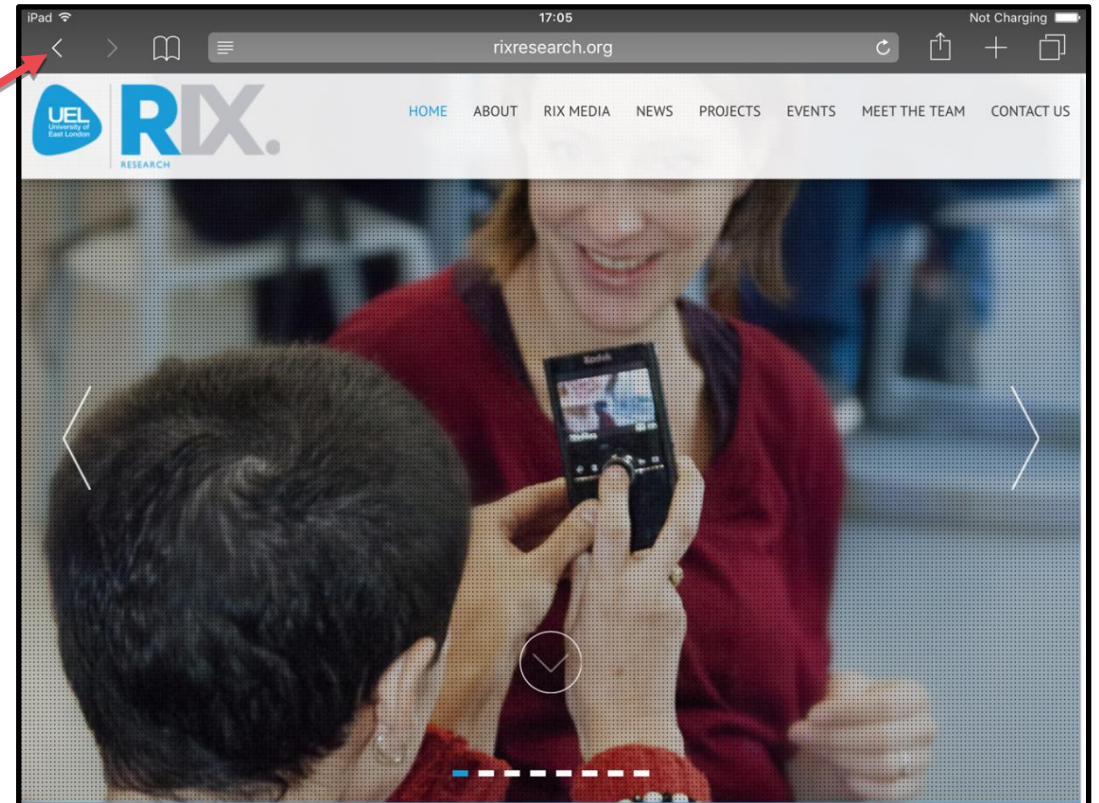 iPad 17:05 Not Charging
rixresearch.org
UEL
University of
East London
RIX.
RESEARCH
HOME ABOUT RIX MEDIA NEWS PROJECTS EVENTS MEET THE TEAM CONTACT US
Kodak